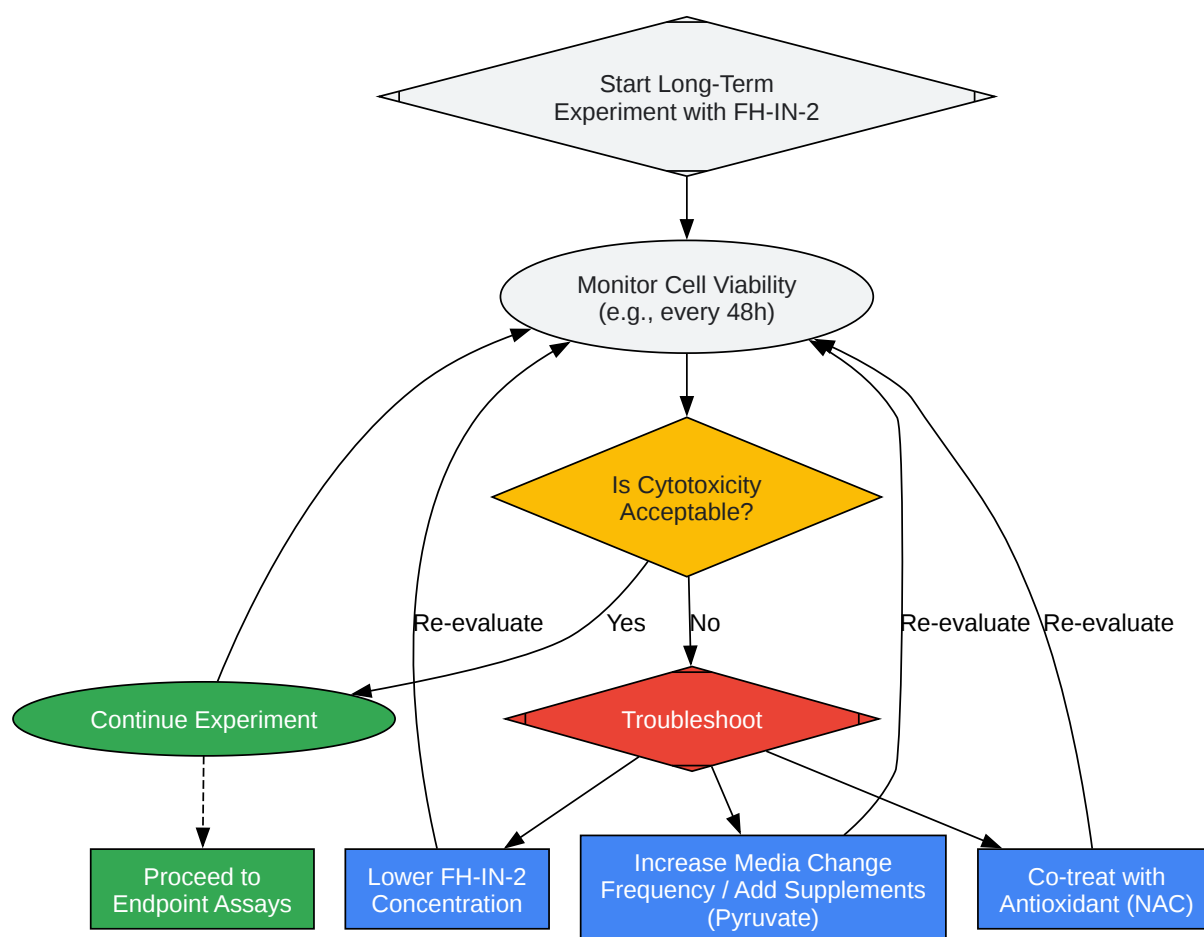 Start Long-Term
Experiment with FH-IN-2
Monitor Cell Viability
(e.g., every 48h)
Is Cytotoxicity
Acceptable?
Re-evaluate
Yes
No
Re-evaluate
Re-evaluate
Continue Experiment
Troubleshoot
Proceed to
Endpoint Assays
Lower FH-IN-2
Concentration
Increase Media Change
Frequency / Add Supplements
(Pyruvate)
Co-treat with
Antioxidant (NAC)